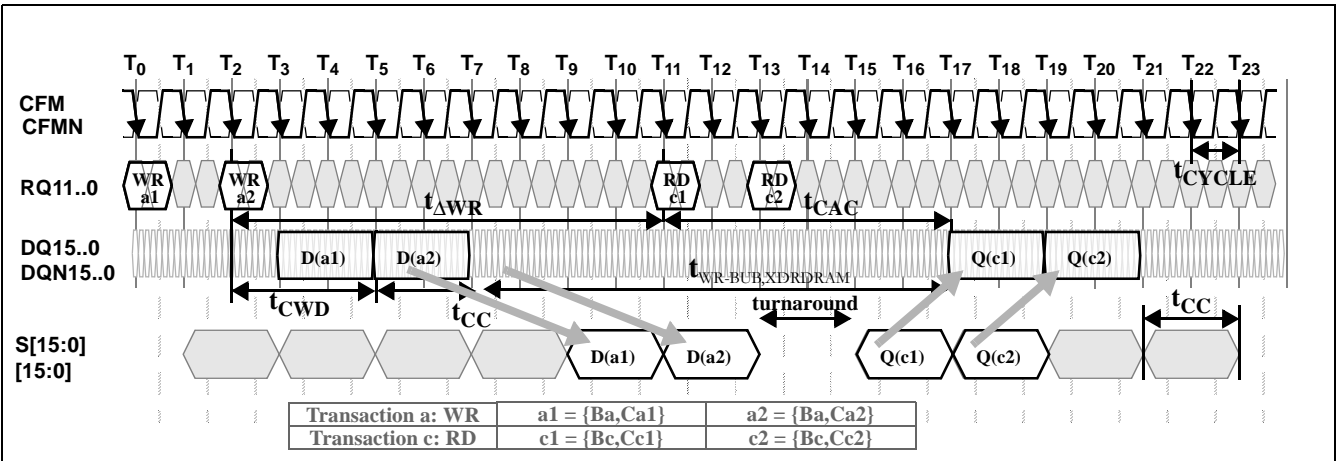 T0 T1 T2 T3 T4 T5 T6 T7 T8 T9 T10 T11 T12 T13 T14 T15 T16 T17 T18 T19 T20 T21 T22 T23
CFM
CFMN
tCYCLE
RQ11..0
WR a1
WR a2
RD c1
RD c2
tΔWR
tCAC
DQ15..0
DQN15..0
D(a1)
D(a2)
Q(c1)
Q(c2)
tCWD
tCC
tWR-BUB,XDRDRAM
turnaround
tCC
S[15:0]
[15:0]
D(a1)
D(a2)
Q(c1)
Q(c2)
Transaction a: WR a1 = {Ba,Ca1} a2 = {Ba,Ca2}
Transaction c: RD c1 = {Bc,Cc1} c2 = {Bc,Cc2}